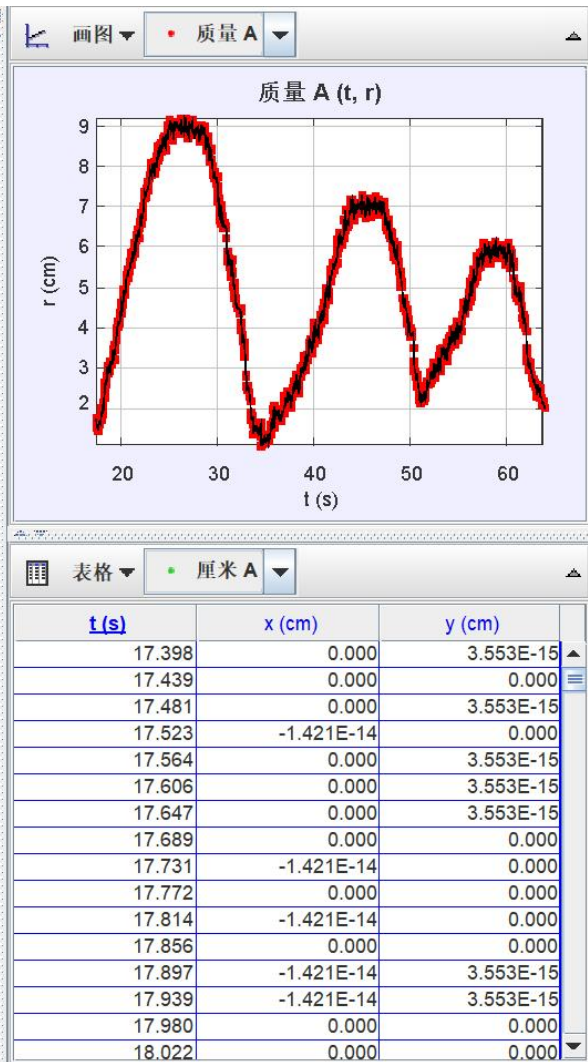 画图 质量 A
质量 A (t, r)
r (cm)
9
8
7
6
5
4
3
2
20 30 40 50 60
t (s)
表格 厘米 A
t (s) x (cm) y (cm)
17.398 0.000 3.553E-15
17.439 0.000 0.000
17.481 0.000 3.553E-15
17.523 -1.421E-14 0.000
17.564 0.000 3.553E-15
17.606 0.000 3.553E-15
17.647 0.000 3.553E-15
17.689 0.000 0.000
17.731 -1.421E-14 0.000
17.772 0.000 0.000
17.814 -1.421E-14 0.000
17.856 0.000 0.000
17.897 -1.421E-14 3.553E-15
17.939 -1.421E-14 3.553E-15
17.980 0.000 0.000
18.022 0.000 0.000